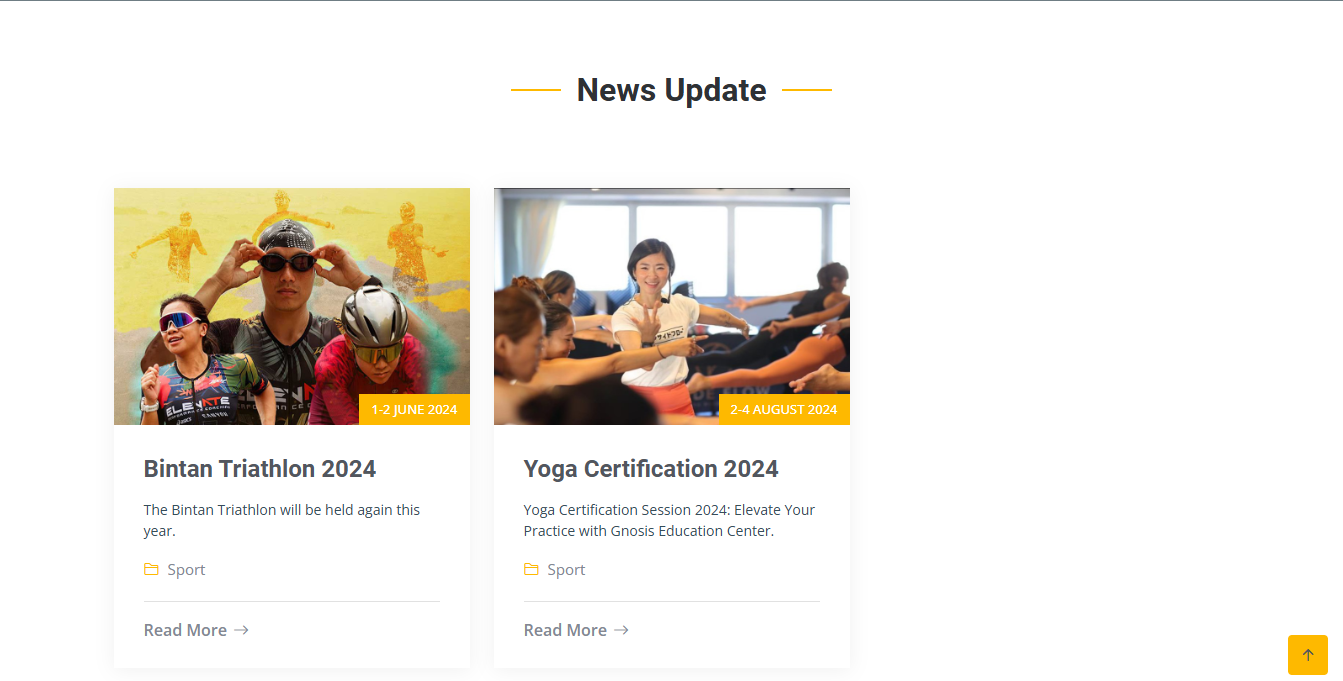 News Update
ELEVATE
1-2 JUNE 2024
2-4 AUGUST 2024
Bintan Triathlon 2024
The Bintan Triathlon will be held again this
year.
Sport
Read More
Yoga Certification 2024
Yoga Certification Session 2024: Elevate Your
Practice with Gnosis Education Center.
Sport
Read More